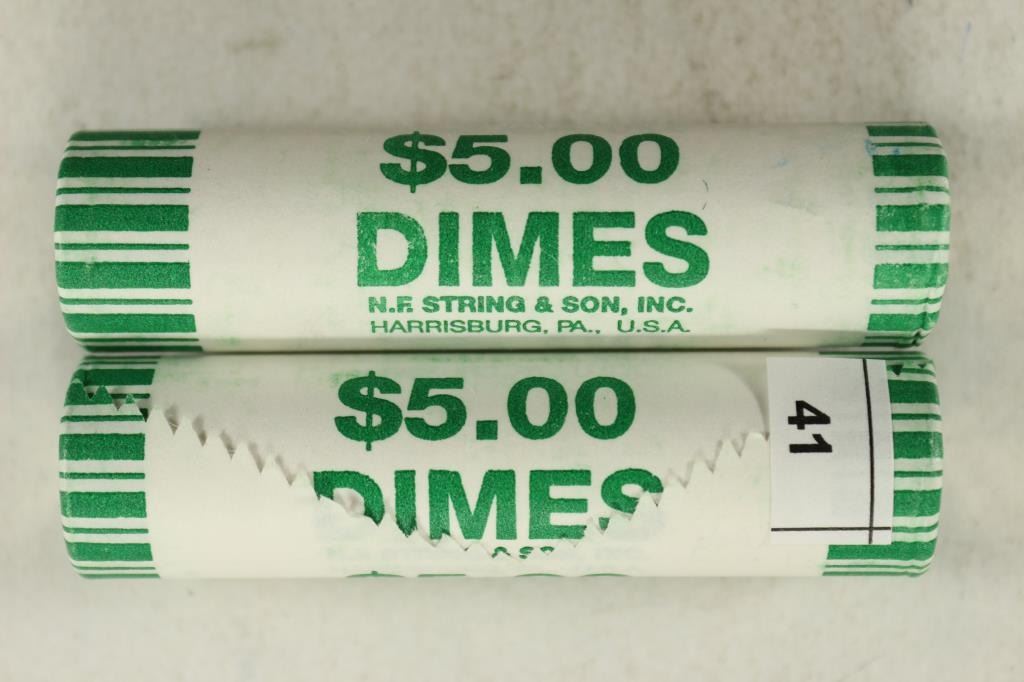 $5.00
DIMES
N.F. STRING & SON, INC.
HARRISBURG, PA., U.S.A.
$5.00
DIMES
41